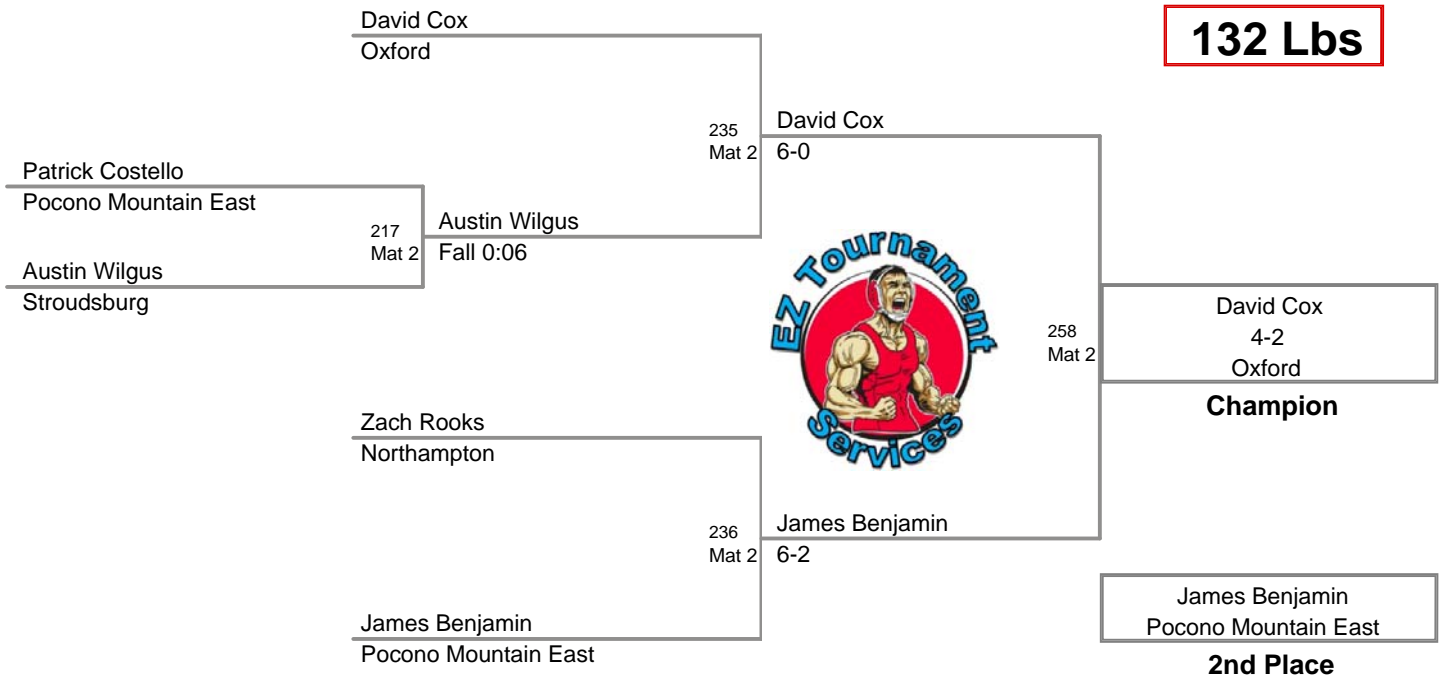 David Cox
Oxford
132 Lbs
235
Mat 2
David Cox
6-0
Patrick Costello
Pocono Mountain East
217
Mat 2
Austin Wilgus
Fall 0:06
Austin Wilgus
Stroudsburg
EZ Tournament
Services
258
Mat 2
David Cox
4-2
Oxford
Champion
Zach Rooks
Northampton
236
Mat 2
James Benjamin
6-2
James Benjamin
Pocono Mountain East
James Benjamin
Pocono Mountain East
2nd Place